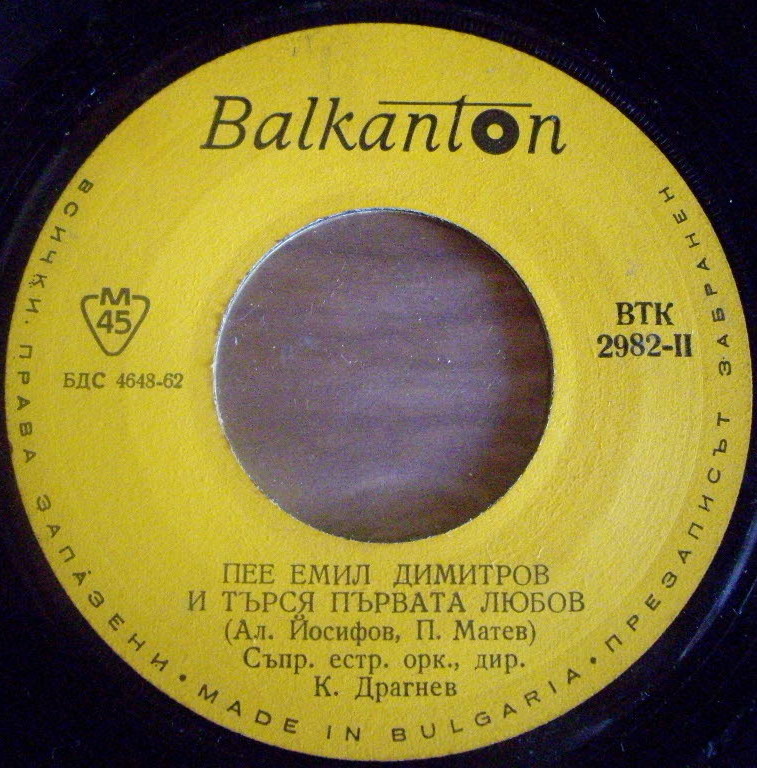 Balkanton
М
45
БДС 4648-62
ВТК
2982-II
ПЕЕ ЕМИЛ ДИМИТРОВ
И ТЪРСЯ ПЪРВАТА ЛЮБОВ
(Ал. Йосифов, П. Матев)
Съпр. естр. орк., дир.
К. Драгнев
ВСИЧКИ. ПРАВА ЗАПАЗЕНИ • MADE IN BULGARIA • ПРЕЗАПИСЪТ ЗАБРАНЕН